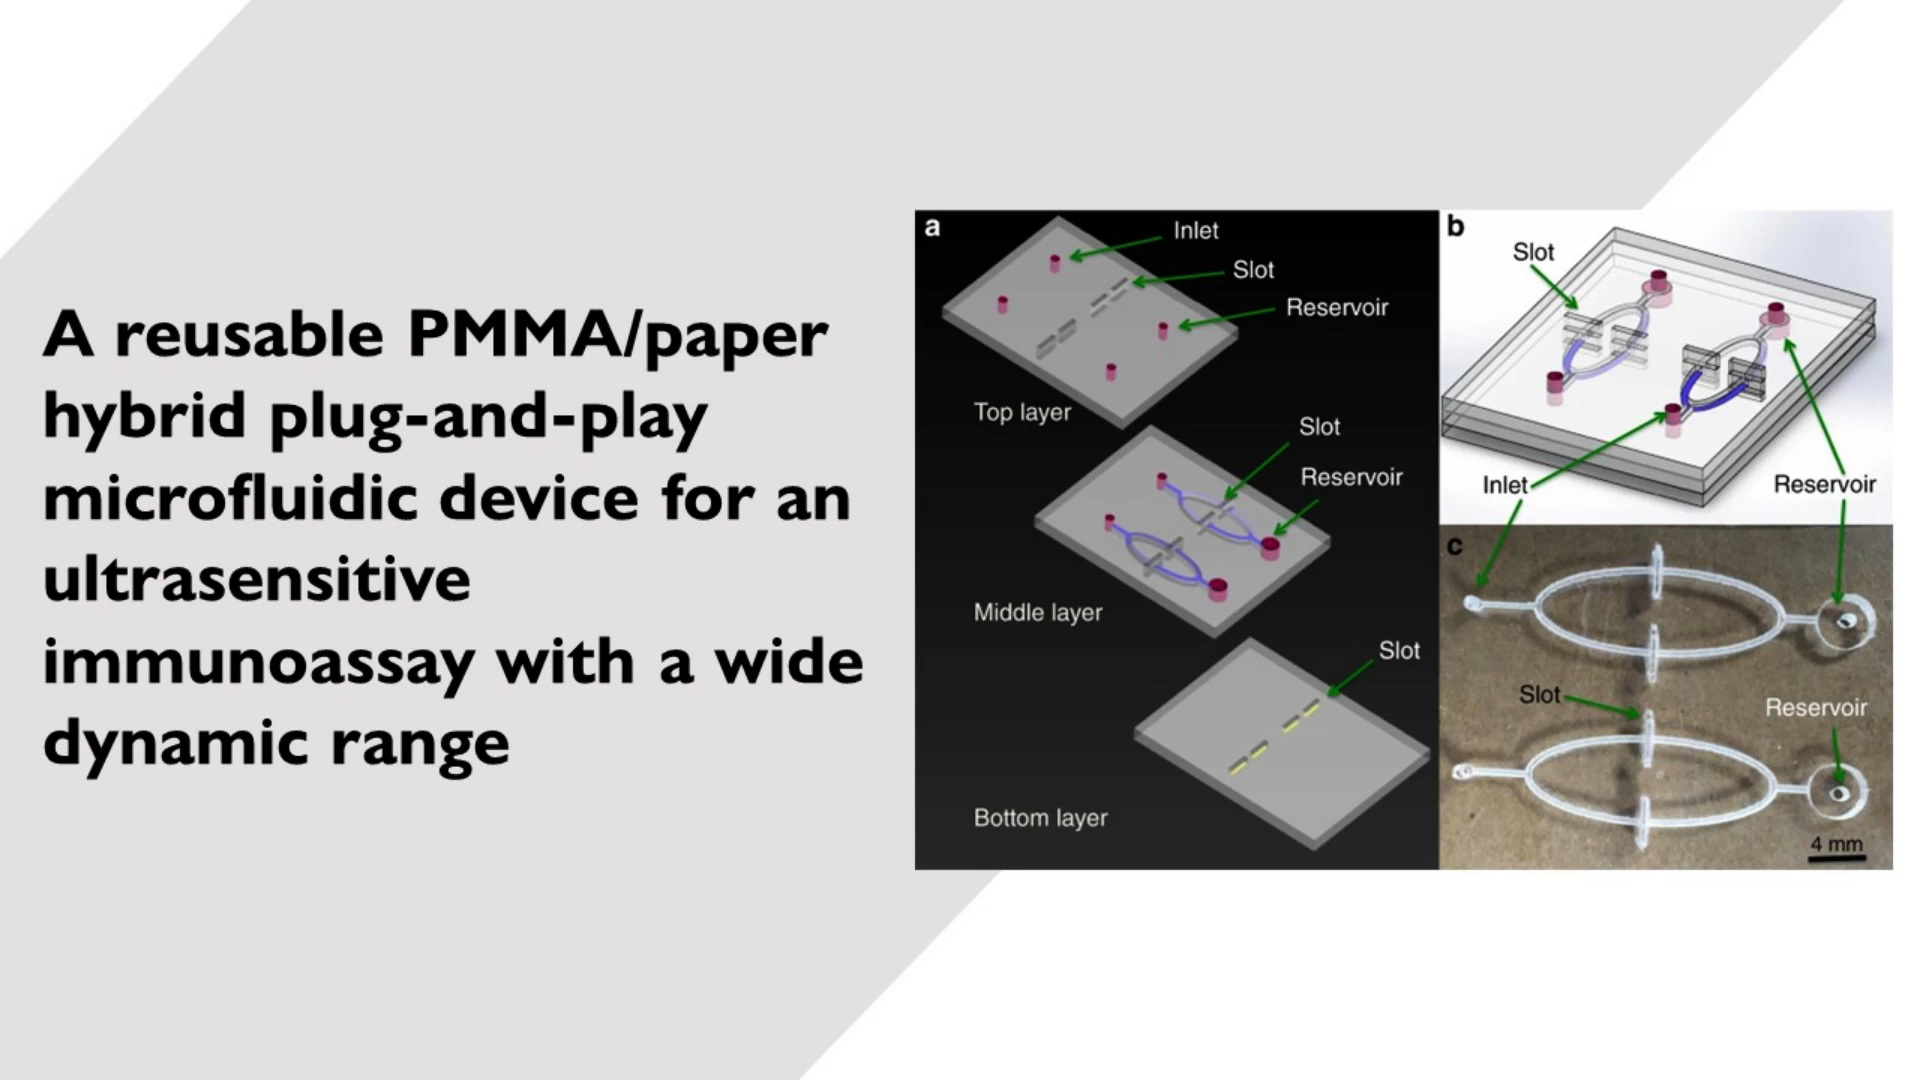 A reusable PMMA/paper
hybrid plug-and-play
microfluidic device for an
ultrasensitive
immunoassay with a wide
dynamic range
a
Inlet
Slot
Reservoir
Top layer
Slot
Reservoir
Middle layer
Slot
Bottom layer
b
Slot
Inlet
Reservoir
c
Slot
Reservoir
4 mm